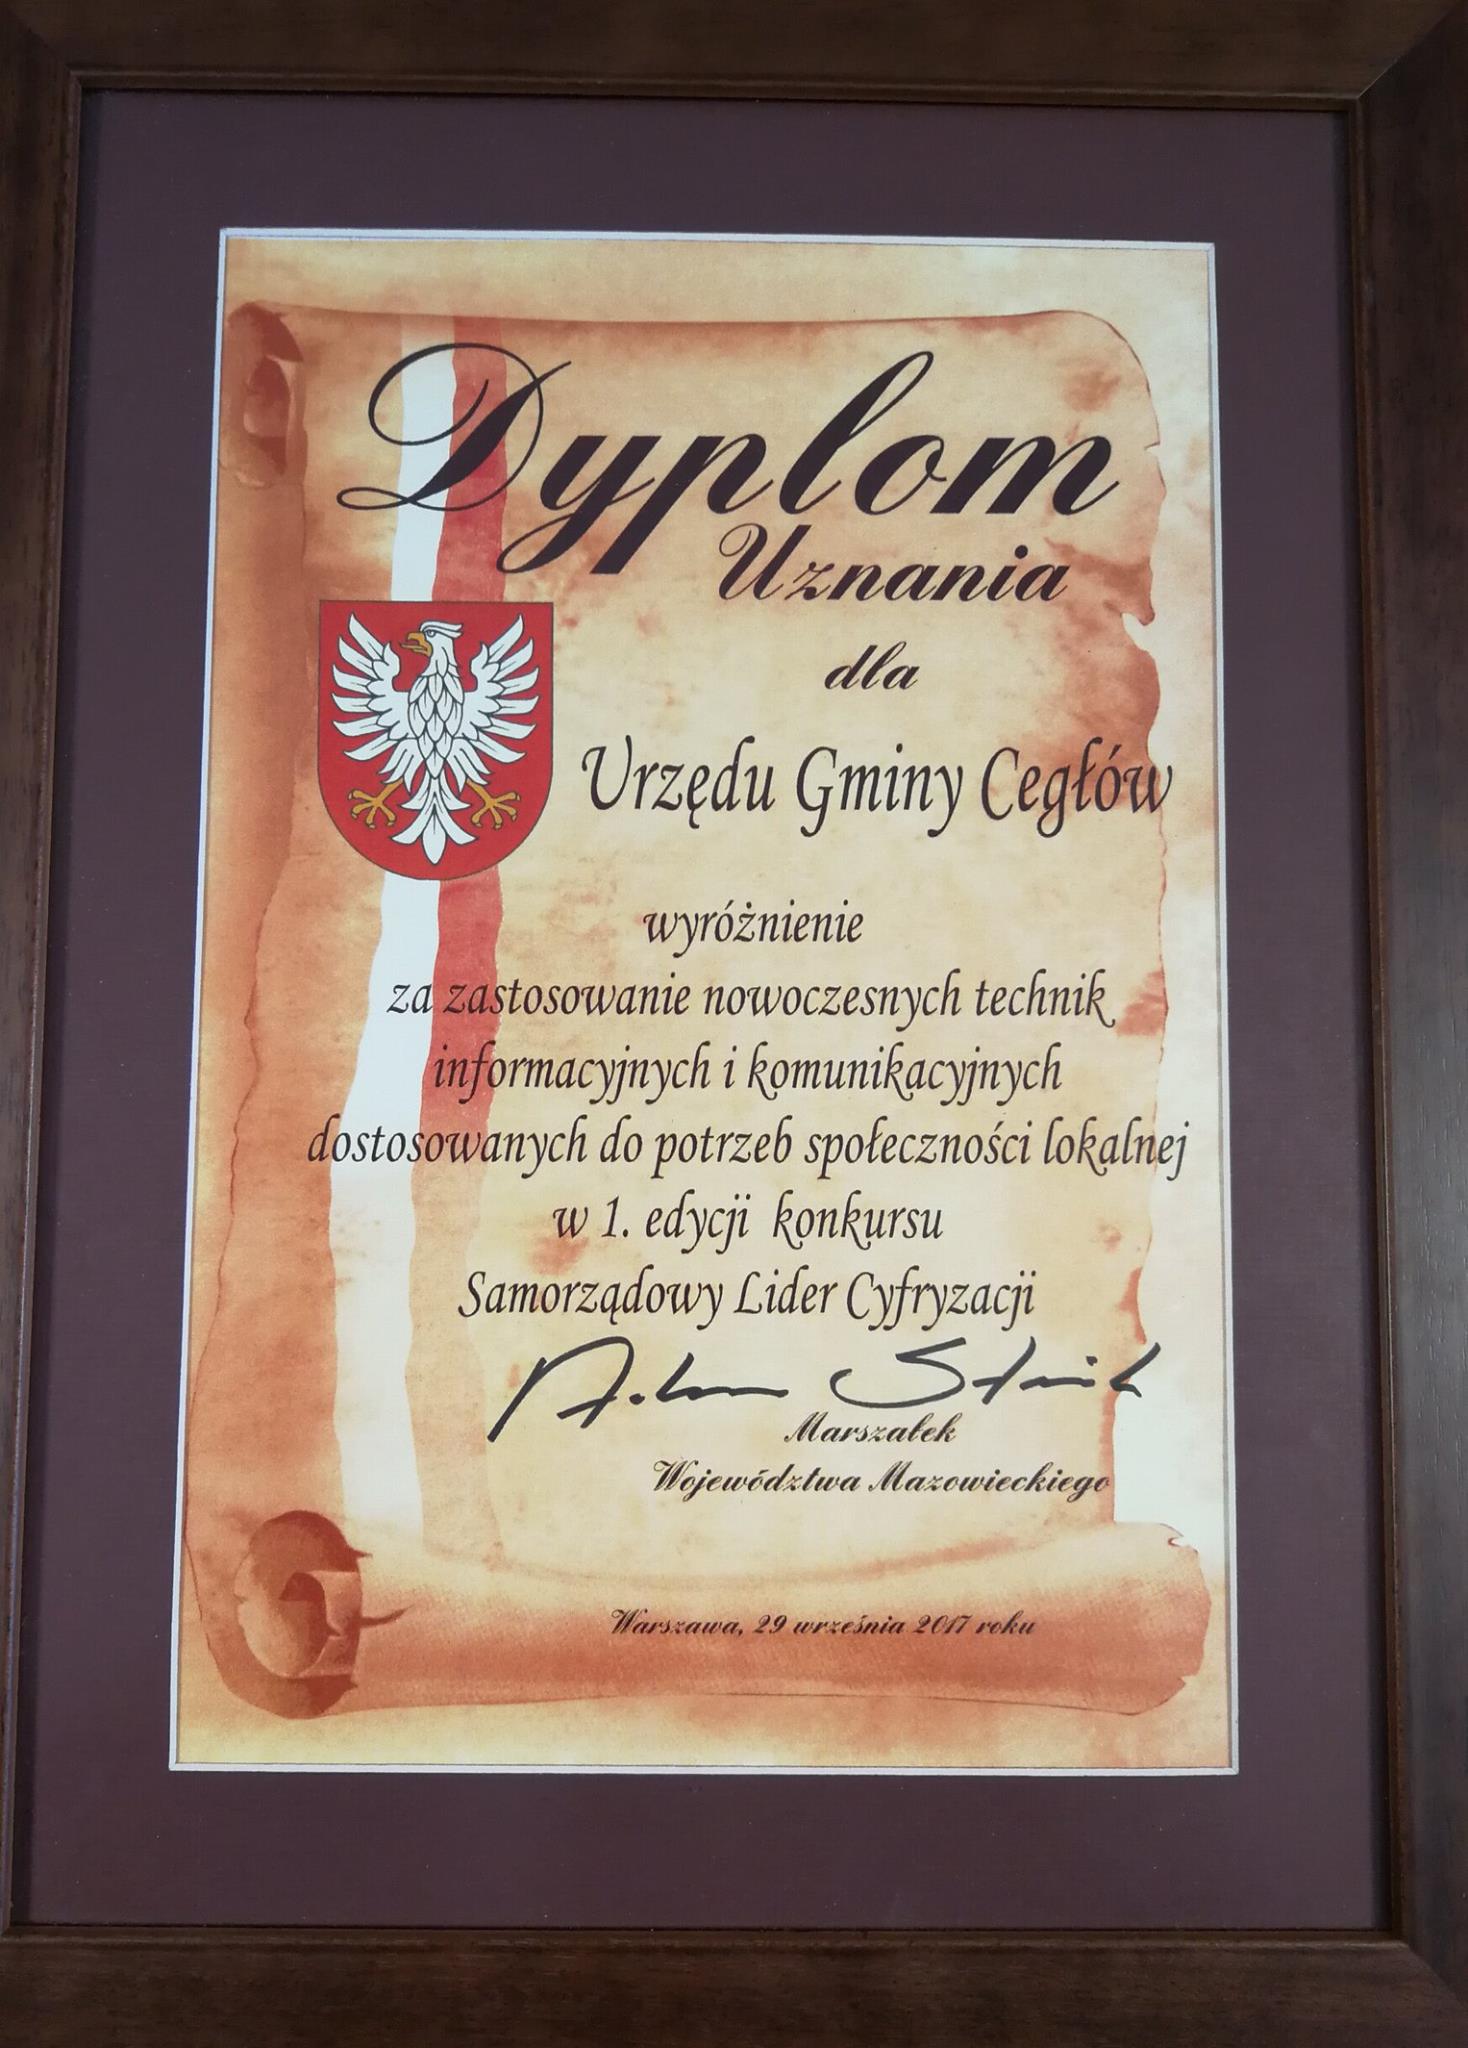 Dyplom
Uznania
dla
Urzędu Gminy Cegłów
wyróżnienie
za zastosowanie nowoczesnych technik
informacyjnych i komunikacyjnych
dostosowanych do potrzeb społeczności lokalnej
w 1. edycji konkursu
Samorządowy Lider Cyfryzacji
Marszałek
Województwa Mazowieckiego
Warszawa, 29 września 2017 roku